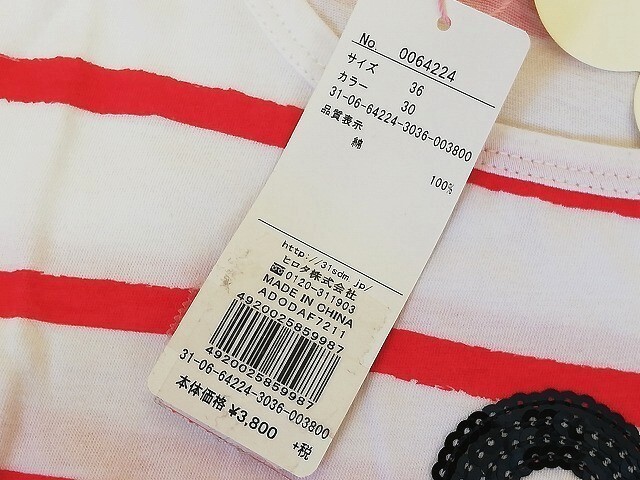 No. 0064224
サイズ 36
カラー 30
31-06-64224-3036-003800
品質表示
綿 100%
http://31sdm.jp/
ヒロタ株式会社
0120-311903
MADE IN CHINA
ADODAF7211
4920025859987
4920025859987
31-06-64224-3036-003800
本体価格 ¥3,800 +税